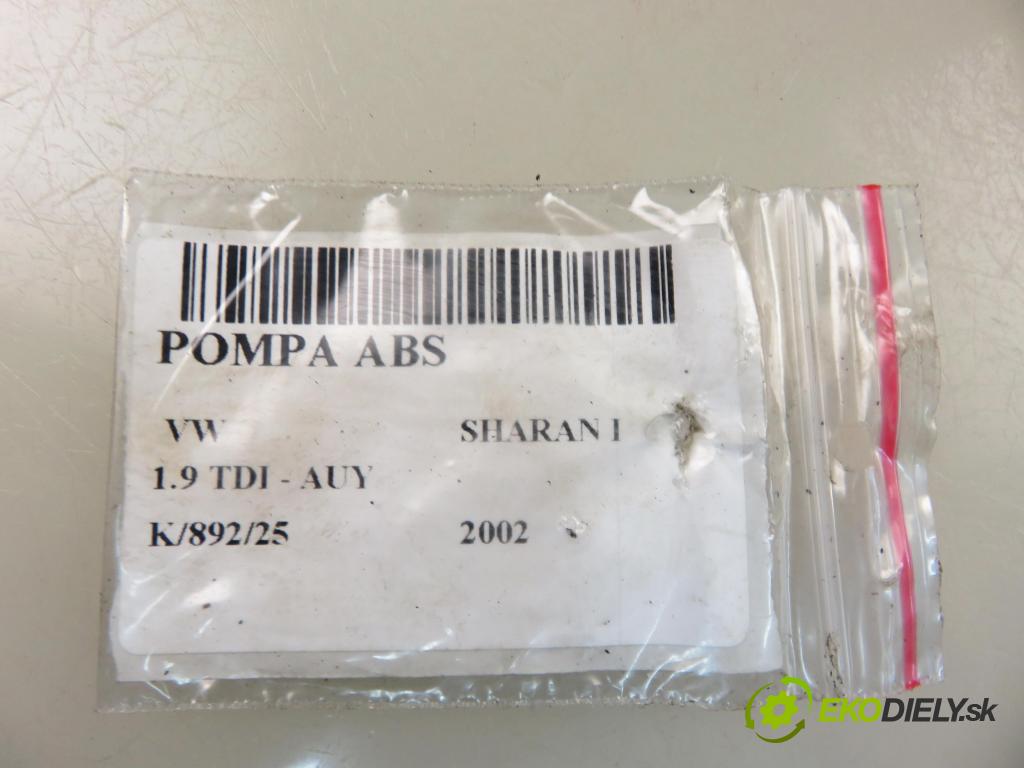 POMPA ABS
VW SHARAN I
1.9 TDI - AUY
K/892/25 2002
EKODIELY.sk